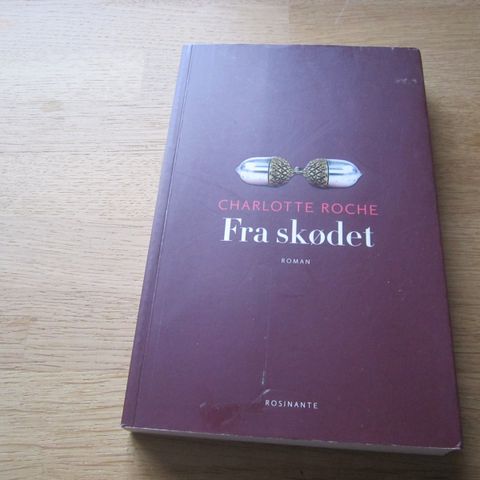 CHARLOTTE ROCHE
Fra skødet
ROMAN
ROSINANTE